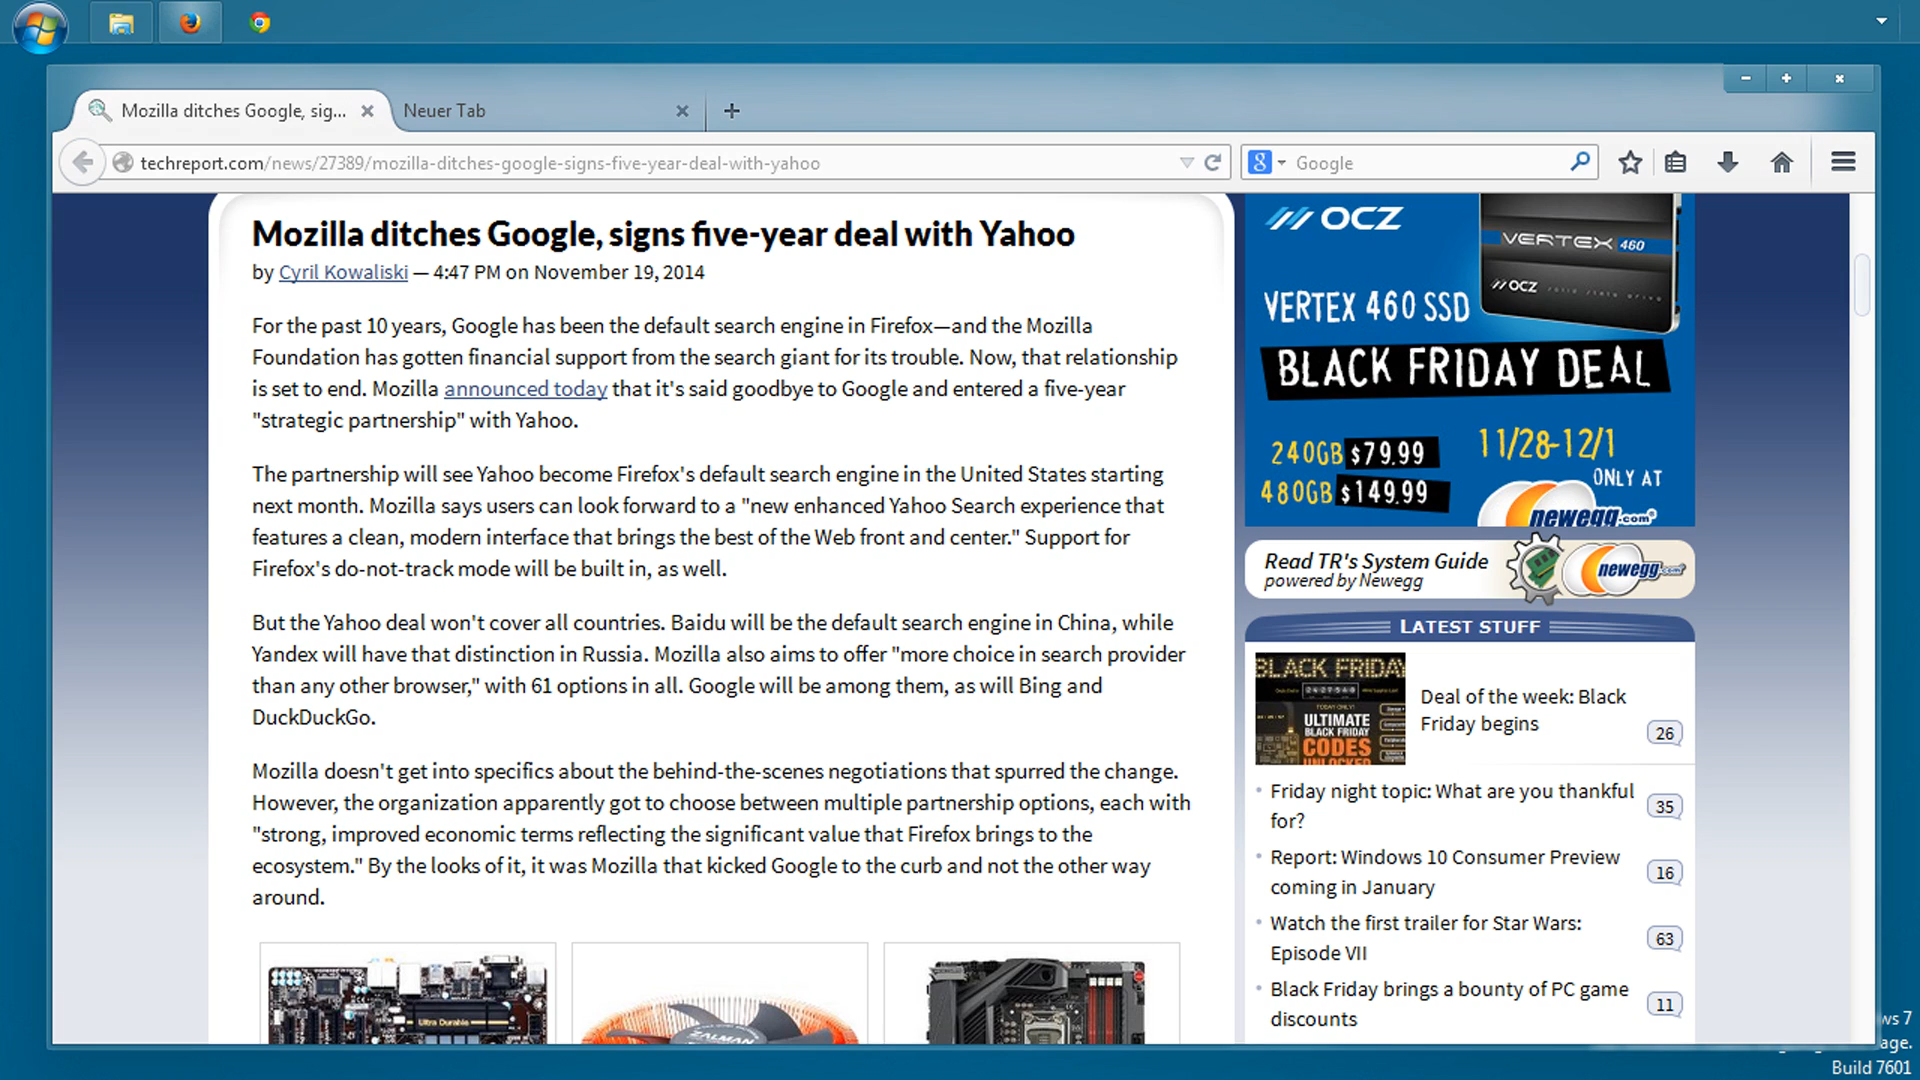 Mozilla ditches Google, sig...
Neuer Tab
techreport.com/news/27389/mozilla-ditches-google-signs-five-year-deal-with-yahoo
Google
Mozilla ditches Google, signs five-year deal with Yahoo
by Cyril Kowaliski — 4:47 PM on November 19, 2014
For the past 10 years, Google has been the default search engine in Firefox—and the Mozilla
Foundation has gotten financial support from the search giant for its trouble. Now, that relationship
is set to end. Mozilla announced today that it's said goodbye to Google and entered a five-year
"strategic partnership" with Yahoo.
The partnership will see Yahoo become Firefox's default search engine in the United States starting
next month. Mozilla says users can look forward to a "new enhanced Yahoo Search experience that
features a clean, modern interface that brings the best of the Web front and center." Support for
Firefox's do-not-track mode will be built in, as well.
But the Yahoo deal won't cover all countries. Baidu will be the default search engine in China, while
Yandex will have that distinction in Russia. Mozilla also aims to offer "more choice in search provider
than any other browser," with 61 options in all. Google will be among them, as will Bing and
DuckDuckGo.
Mozilla doesn't get into specifics about the behind-the-scenes negotiations that spurred the change.
However, the organization apparently got to choose between multiple partnership options, each with
"strong, improved economic terms reflecting the significant value that Firefox brings to the
ecosystem." By the looks of it, it was Mozilla that kicked Google to the curb and not the other way
around.
Ultra Durable
ZALMAN
OCZ
VERTEX 460
OCZ solid state drive
VERTEX 460 SSD
BLACK FRIDAY DEAL
240GB $79.99
480GB $149.99
11/28-12/1
ONLY AT
newegg.com
Read TR's System Guide
powered by Newegg
newegg.com
LATEST STUFF
BLACK FRIDAY
TODAY ONLY!
ULTIMATE
BLACK FRIDAY
CODES
UNLOCKED
Deal of the week: Black
Friday begins
26
Friday night topic: What are you thankful
for?
35
Report: Windows 10 Consumer Preview
coming in January
16
Watch the first trailer for Star Wars:
Episode VII
63
Black Friday brings a bounty of PC game
discounts
11
ws 7
age.
Build 7601